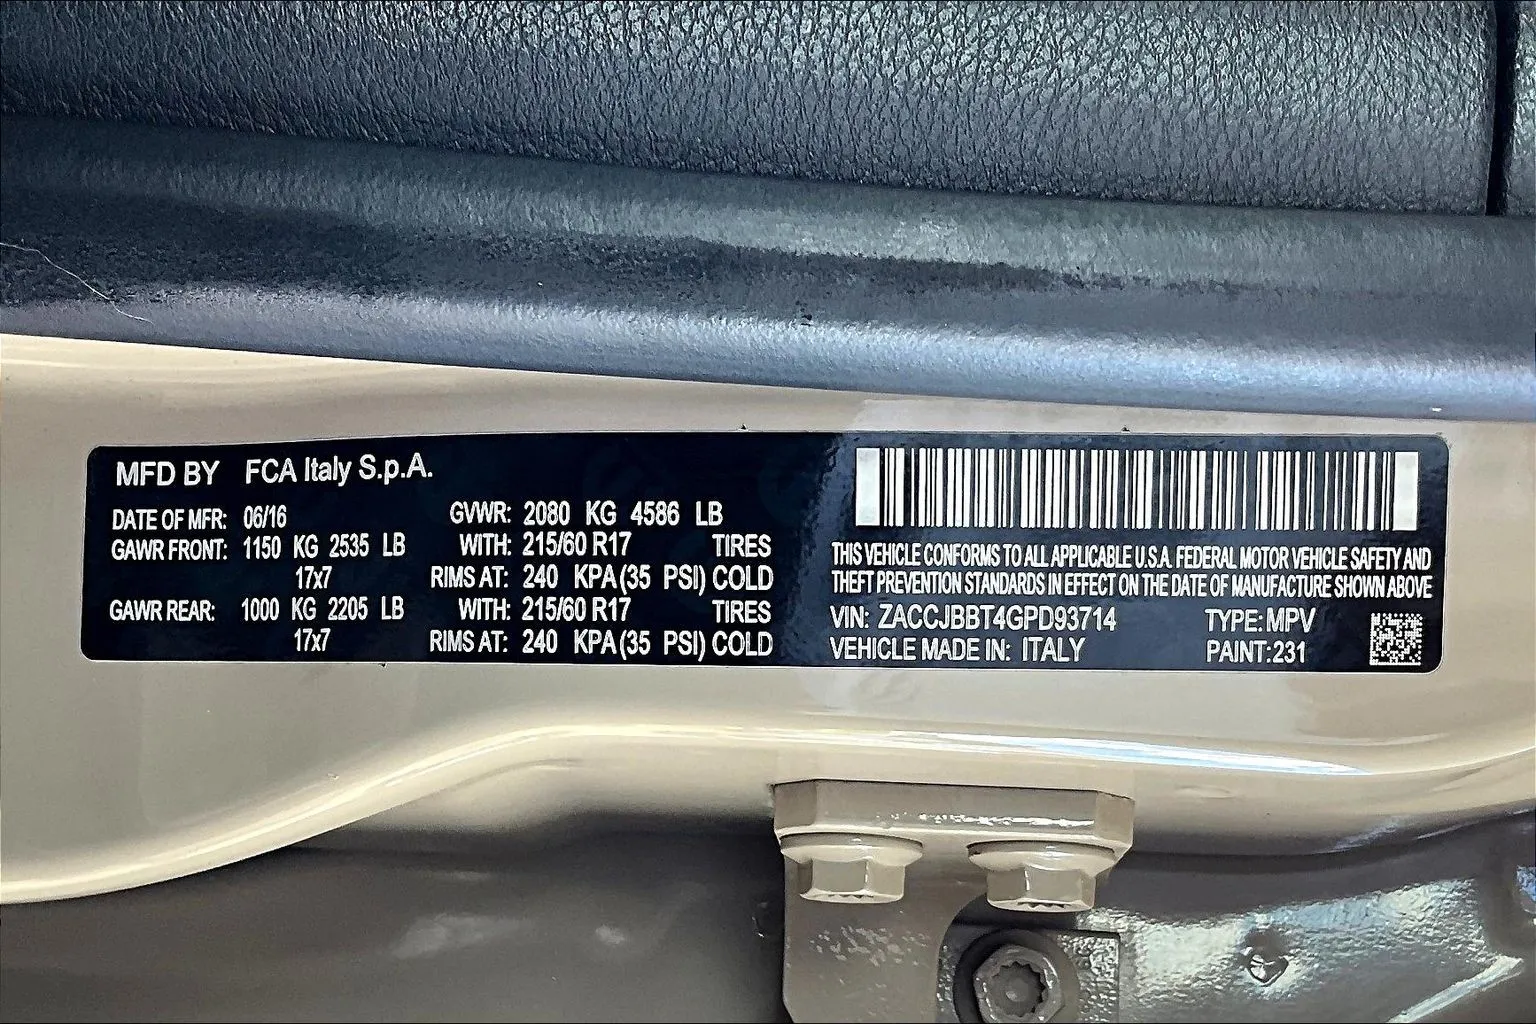 MFD BY FCA Italy S.p.A.
DATE OF MFR: 06/16 GVWR: 2080 KG 4586 LB
GAWR FRONT: 1150 KG 2535 LB WITH: 215/60 R17 TIRES
17x7 RIMS AT: 240 KPA(35 PSI) COLD
GAWR REAR: 1000 KG 2205 LB WITH: 215/60 R17 TIRES
17x7 RIMS AT: 240 KPA(35 PSI) COLD
THIS VEHICLE CONFORMS TO ALL APPLICABLE U.S.A. FEDERAL MOTOR VEHICLE SAFETY AND
THEFT PREVENTION STANDARDS IN EFFECT ON THE DATE OF MANUFACTURE SHOWN ABOVE
VIN: ZACCJBBT4GPD93714 TYPE: MPV
VEHICLE MADE IN: ITALY PAINT:231